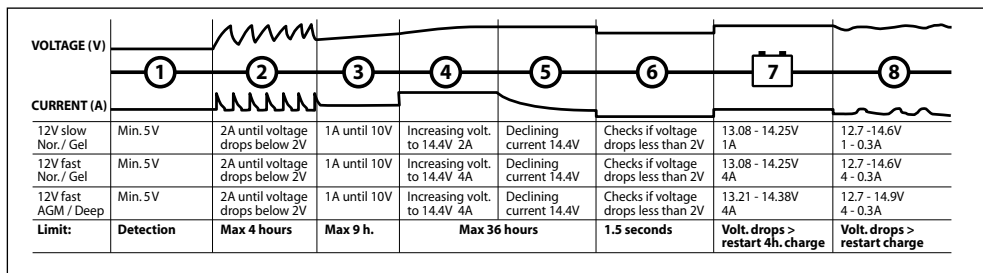 VOLTAGE (V)
1 2 3 4 5 6 7 8
CURRENT (A)
12V slow Nor. / Gel Min. 5V 2A until voltage drops below 2V 1A until 10V Increasing volt. to 14.4V 2A Declining current 14.4V Checks if voltage drops less than 2V 13.08 - 14.25V 1A 12.7 -14.6V 1 - 0.3A
12V fast Nor. / Gel Min. 5V 2A until voltage drops below 2V 1A until 10V Increasing volt. to 14.4V 4A Declining current 14.4V Checks if voltage drops less than 2V 13.08 - 14.25V 4A 12.7 -14.6V 4 - 0.3A
12V fast AGM / Deep Min. 5V 2A until voltage drops below 2V 1A until 10V Increasing volt. to 14.4V 4A Declining current 14.4V Checks if voltage drops less than 2V 13.21 - 14.38V 4A 12.7 - 14.9V 4 - 0.3A
Limit: Detection Max 4 hours Max 9 h. Max 36 hours 1.5 seconds Volt. drops > restart 4h. charge Volt. drops > restart charge